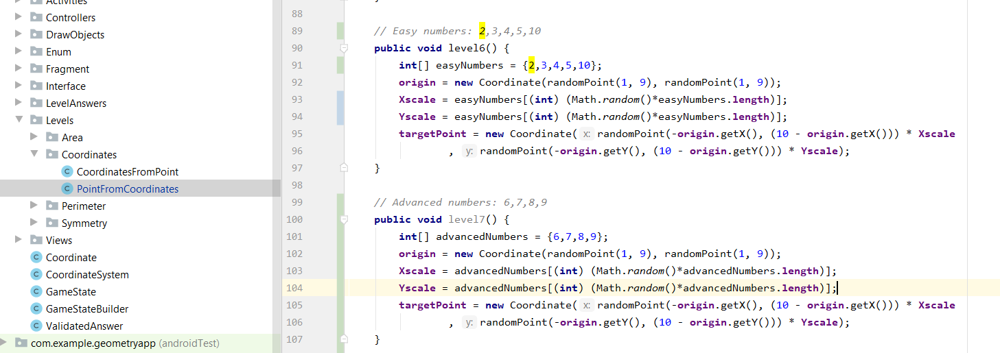 Activities
Controllers
DrawObjects
Enum
Fragment
Interface
LevelAnswers
Levels
Area
Coordinates
CoordinatesFromPoint
PointFromCoordinates
Perimeter
Symmetry
Views
Coordinate
CoordinateSystem
GameState
GameStateBuilder
ValidatedAnswer
com.example.geometryapp (androidTest)
}
88
89 // Easy numbers: 2,3,4,5,10
90 public void level6() {
91 int[] easyNumbers = {2,3,4,5,10};
92 origin = new Coordinate(randomPoint(1, 9), randomPoint(1, 9));
93 Xscale = easyNumbers[(int) (Math.random()*easyNumbers.length)];
94 Yscale = easyNumbers[(int) (Math.random()*easyNumbers.length)];
95 targetPoint = new Coordinate( x: randomPoint(-origin.getX(), (10 - origin.getX())) * Xscale
96 , y: randomPoint(-origin.getY(), (10 - origin.getY())) * Yscale);
97 }
98
99 // Advanced numbers: 6,7,8,9
100 public void level7() {
101 int[] advancedNumbers = {6,7,8,9};
102 origin = new Coordinate(randomPoint(1, 9), randomPoint(1, 9));
103 Xscale = advancedNumbers[(int) (Math.random()*advancedNumbers.length)];
104 Yscale = advancedNumbers[(int) (Math.random()*advancedNumbers.length)];
105 targetPoint = new Coordinate( x: randomPoint(-origin.getX(), (10 - origin.getX())) * Xscale
106 , y: randomPoint(-origin.getY(), (10 - origin.getY())) * Yscale);
107 }